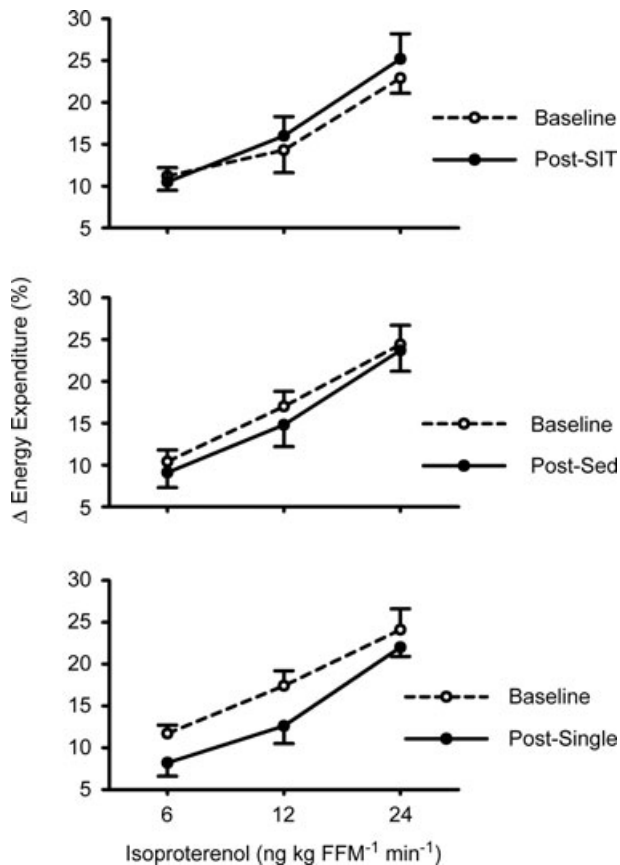 30
25
20
15
10
5
Baseline
Post-SIT
30
25
20
15
10
5
Baseline
Post-Sed
30
25
20
15
10
5
Baseline
Post-Single
6 12 24
Δ Energy Expenditure (%)
Isoproterenol (ng kg FFM⁻¹ min⁻¹)